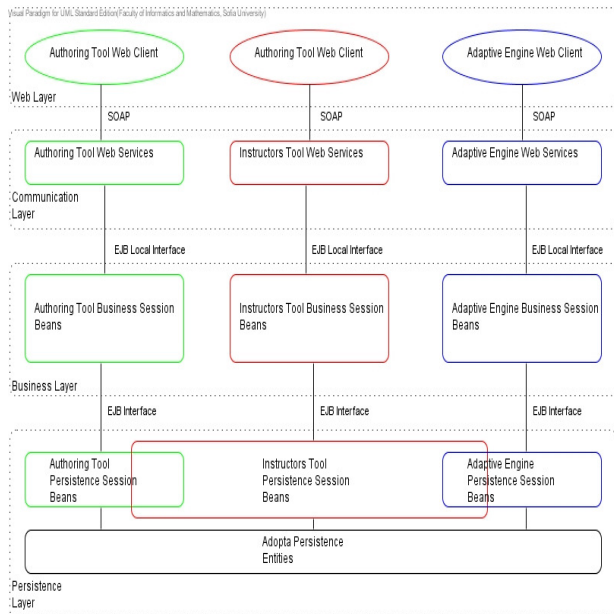 Visual Paradigm for UML Standard Edition(Faculty of Informatics and Mathematics, Sofia University)
Authoring Tool Web Client
Authoring Tool Web Client
Adaptive Engine Web Client
Web Layer
SOAP
SOAP
SOAP
Authoring Tool Web Services
Instructors Tool Web Services
Adaptive Engine Web Services
Communication
Layer
EJB Local Interface
EJB Local Interface
EJB Local Interface
Authoring Tool Business Session
Beans
Instructors Tool Business Session
Beans
Adaptive Engine Business Session
Beans
Business Layer
EJB Interface
EJB Interface
EJB Interface
Authoring Tool
Persistence Session
Beans
Instructors Tool
Persistence Session
Beans
Adaptive Engine
Persistence Session
Beans
Adopta Persistence
Entities
Persistence
Layer